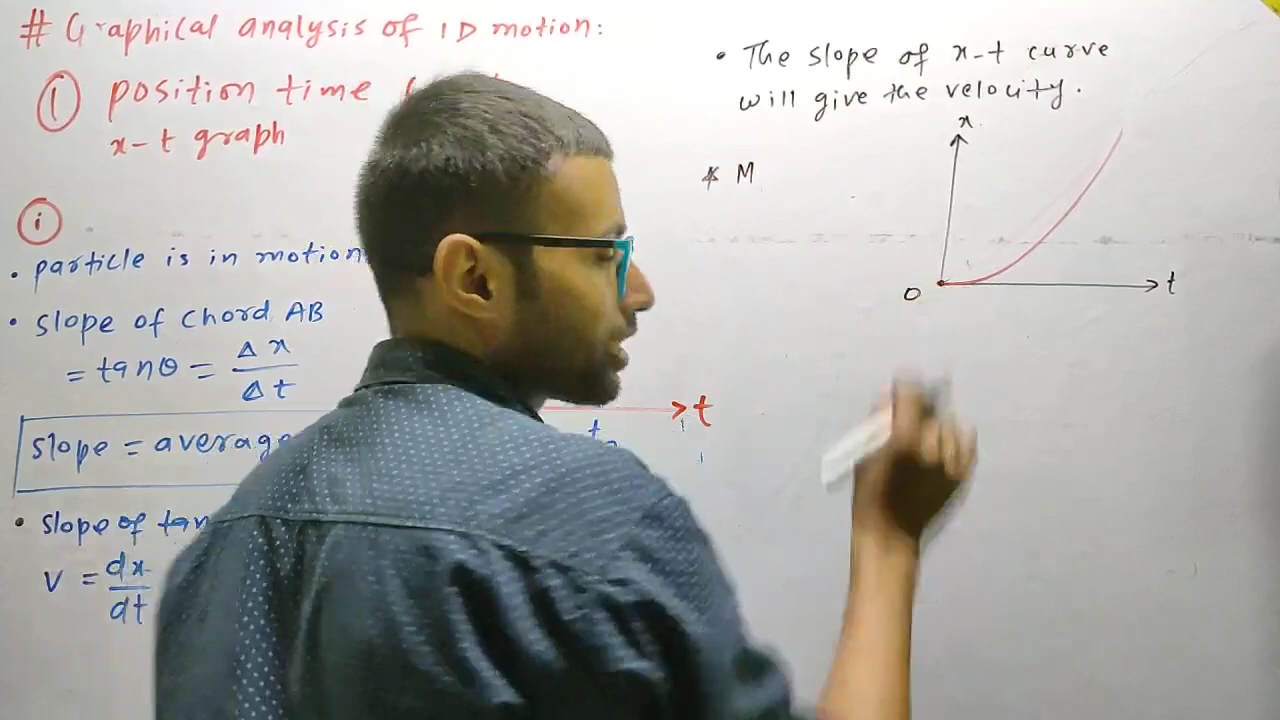 # Graphical analysis of 1D motion:
① position time
x-t graph
ⓘ
• particle is in motion
• slope of chord AB
= tanθ = Δx/Δt
slope = average
• slope of tan
v = dx/dt
t
t
• The slope of x-t curve
will give the velocity.
* M
x
O
t